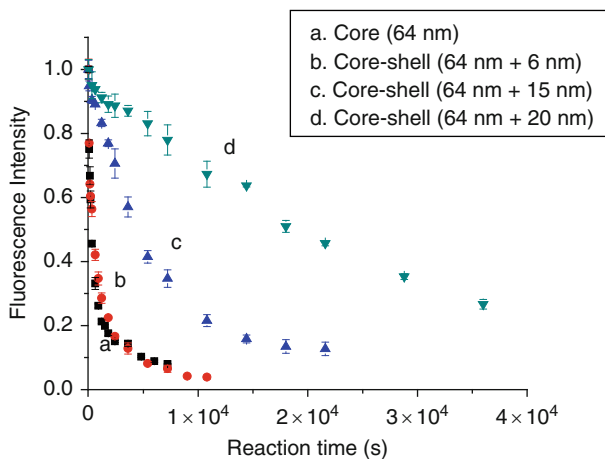 a. Core (64 nm)
b. Core-shell (64 nm + 6 nm)
c. Core-shell (64 nm + 15 nm)
d. Core-shell (64 nm + 20 nm)
Fluorescence Intensity
1.0
0.8
0.6
0.4
0.2
0.0
d
c
b
a
0
1 × 10⁴
2 × 10⁴
3 × 10⁴
4 × 10⁴
Reaction time (s)